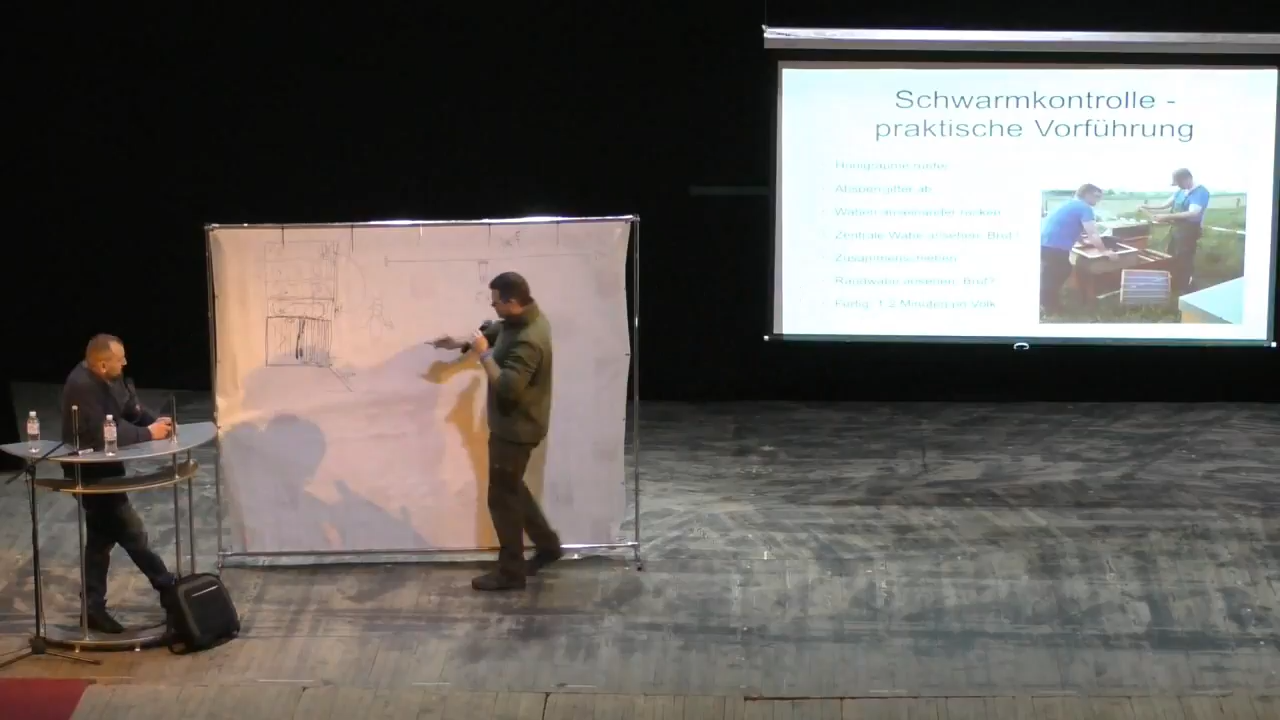 Schwarmkontrolle -
praktische Vorführung
Honigräume runter
Absperrgitter ab
Waben auseinander rücken
Zentrale Wabe ansehen. Brut?
Zusammenschieben
Randwabe ansehen. Brut?
Fertig. 1-2 Minuten pro Volk